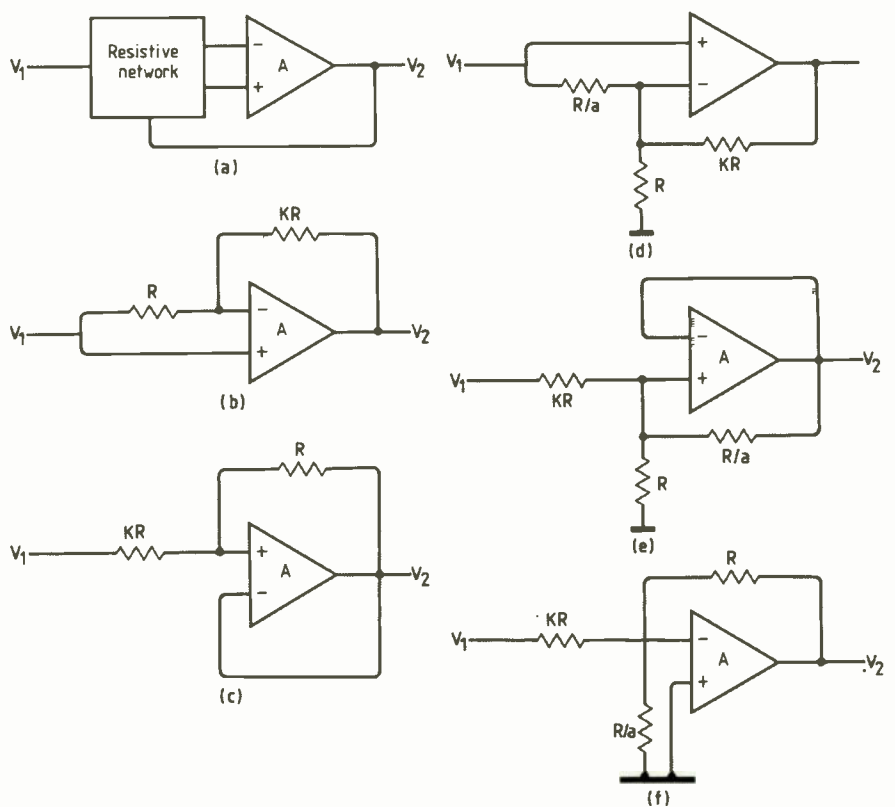 V1
Resistive
network
−
+
A
V2
(a)
V1
+
−
R/a
KR
R
(d)
KR
R
V1
−
+
A
V2
(b)
−
+
A
V1
KR
V2
R/a
R
(e)
R
KR
V1
+
−
A
V2
(c)
R
KR
V1
−
+
A
V2
R/a
(f)